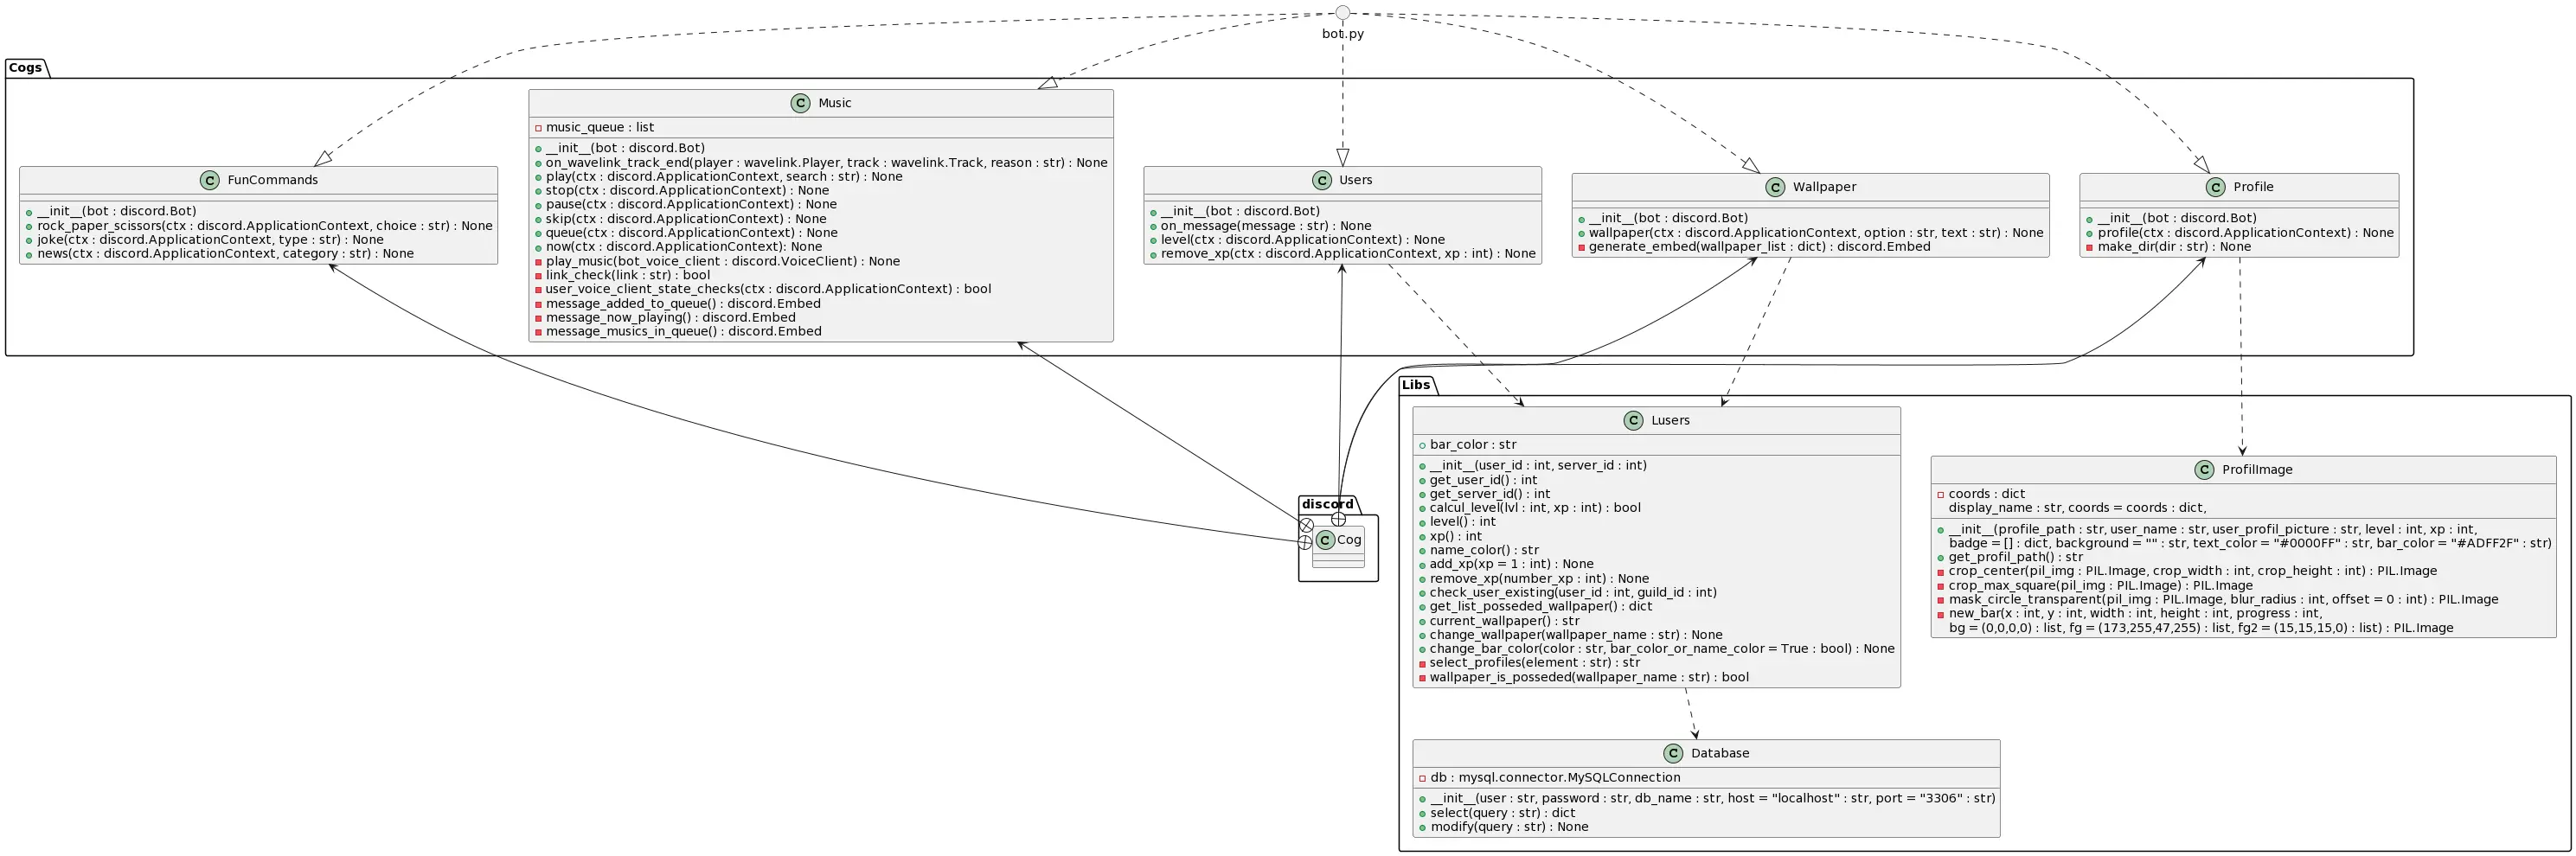 bot.py
Cogs
FunCommands
__init__(bot : discord.Bot)
rock_paper_scissors(ctx : discord.ApplicationContext, choice : str) : None
joke(ctx : discord.ApplicationContext, type : str) : None
news(ctx : discord.ApplicationContext, category : str) : None
C Music
music_queue : list
__init__(bot : discord.Bot)
on_wavelink_track_end(player : wavelink.Player, track : wavelink.Track, reason : str) : None
play(ctx : discord.ApplicationContext, search : str) : None
stop(ctx : discord.ApplicationContext) : None
pause(ctx : discord.ApplicationContext) : None
skip(ctx : discord.ApplicationContext) : None
queue(ctx : discord.ApplicationContext) : None
now(ctx : discord.ApplicationContext): None
play_music(bot_voice_client : discord.VoiceClient) : None
link_check(link : str) : bool
user_voice_client_state_checks(ctx : discord.ApplicationContext) : bool
message_added_to_queue() : discord.Embed
message_now_playing() : discord.Embed
message_musics_in_queue() : discord.Embed
C Users
__init__(bot : discord.Bot)
on_message(message : str) : None
level(ctx : discord.ApplicationContext) : None
remove_xp(ctx : discord.ApplicationContext, xp : int) : None
C Wallpaper
__init__(bot : discord.Bot)
wallpaper(ctx : discord.ApplicationContext, option : str, text : str) : None
generate_embed(wallpaper_list : dict) : discord.Embed
C Profile
__init__(bot : discord.Bot)
profile(ctx : discord.ApplicationContext) : None
make_dir(dir : str) : None
discord
C Cog
Libs
C Lusers
bar_color : str
__init__(user_id : int, server_id : int)
get_user_id() : int
get_server_id() : int
calcul_level(lvl : int, xp : int) : bool
level() : int
xp() : int
name_color() : str
add_xp(xp = 1 : int) : None
remove_xp(number_xp : int) : None
check_user_existing(user_id : int, guild_id : int)
get_list_posseded_wallpaper() : dict
current_wallpaper() : str
change_wallpaper(wallpaper_name : str) : None
change_bar_color(color : str, bar_color_or_name_color = True : bool) : None
select_profiles(element : str) : str
wallpaper_is_posseded(wallpaper_name : str) : bool
C ProfilImage
coords : dict
display_name : str, coords = coords : dict,
__init__(profile_path : str, user_name : str, user_profil_picture : str, level : int, xp : int,
badge = [] : dict, background = "" : str, text_color = "#0000FF" : str, bar_color = "#ADFF2F" : str)
get_profil_path() : str
crop_center(pil_img : PIL.Image, crop_width : int, crop_height : int) : PIL.Image
crop_max_square(pil_img : PIL.Image) : PIL.Image
mask_circle_transparent(pil_img : PIL.Image, blur_radius : int, offset = 0 : int) : PIL.Image
new_bar(x : int, y : int, width : int, height : int, progress : int,
bg = (0,0,0,0) : list, fg = (173,255,47,255) : list, fg2 = (15,15,15,0) : list) : PIL.Image
C Database
db : mysql.connector.MySQLConnection
__init__(user : str, password : str, db_name : str, host = "localhost" : str, port = "3306" : str)
select(query : str) : dict
modify(query : str) : None